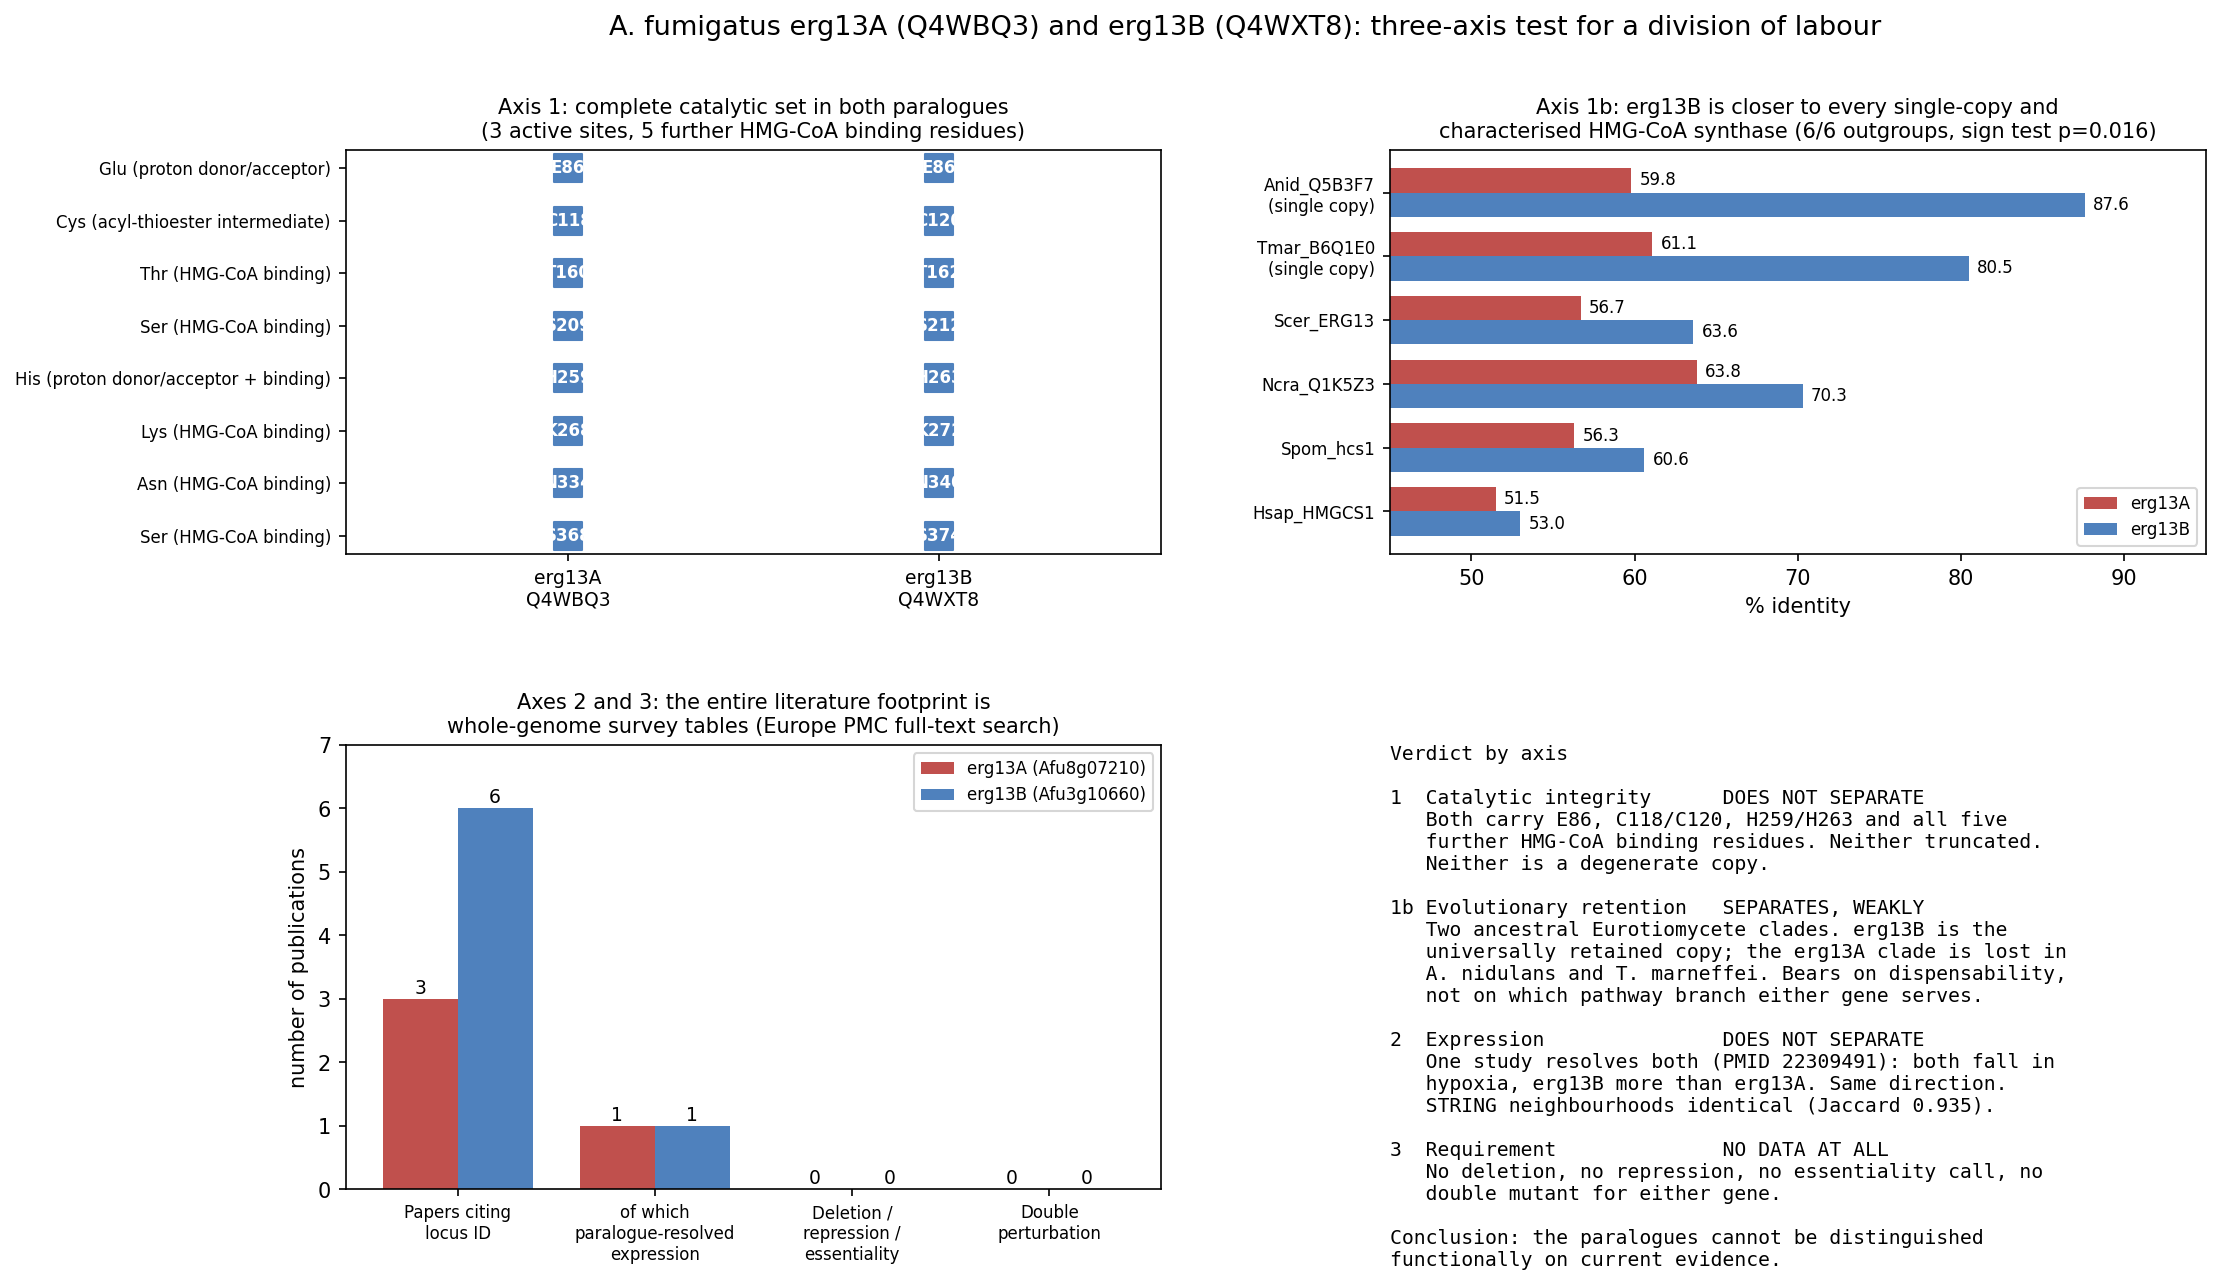 A. fumigatus erg13A (Q4WBQ3) and erg13B (Q4WXT8): three-axis test for a division of labour
Axis 1: complete catalytic set in both paralogues
(3 active sites, 5 further HMG-CoA binding residues)
Glu (proton donor/acceptor)
E86
E86
Cys (acyl-thioester intermediate)
C118
C120
Thr (HMG-CoA binding)
T160
T162
Ser (HMG-CoA binding)
S209
S212
His (proton donor/acceptor + binding)
H259
H263
Lys (HMG-CoA binding)
K268
Asn (HMG-CoA binding)
N334
N340
Ser (HMG-CoA binding)
S368
S374
erg13A
Q4WBQ3
erg13B
Q4WXT8
Axis 1b: erg13B is closer to every single-copy and
characterised HMG-CoA synthase (6/6 outgroups, sign test p=0.016)
Anid_Q5B3F7
(single copy)
59.8
87.6
Tmar_B6Q1E0
(single copy)
61.1
80.5
Scer_ERG13
56.7
63.6
Ncra_Q1K5Z3
63.8
70.3
Spom_hcs1
56.3
60.6
Hsap_HMGCS1
51.5
53.0
erg13A
erg13B
50
60
70
80
90
% identity
Axes 2 and 3: the entire literature footprint is
whole-genome survey tables (Europe PMC full-text search)
number of publications
7
6
5
4
3
2
1
0
erg13A (Afu8g07210)
erg13B (Afu3g10660)
3
6
1
1
0
0
0
0
Papers citing
locus ID
of which
paralogue-resolved
expression
Deletion /
repression /
essentiality
Double
perturbation
Verdict by axis
1 Catalytic integrity DOES NOT SEPARATE
Both carry E86, C118/C120, H259/H263 and all five
further HMG-CoA binding residues. Neither truncated.
Neither is a degenerate copy.
1b Evolutionary retention SEPARATES, WEAKLY
Two ancestral Eurotiomycete clades. erg13B is the
universally retained copy; the erg13A clade is lost in
A. nidulans and T. marneffei. Bears on dispensability,
not on which pathway branch either gene serves.
2 Expression DOES NOT SEPARATE
One study resolves both (PMID 22309491): both fall in
hypoxia, erg13B more than erg13A. Same direction.
STRING neighbourhoods identical (Jaccard 0.935).
3 Requirement NO DATA AT ALL
No deletion, no repression, no essentiality call, no
double mutant for either gene.
Conclusion: the paralogues cannot be distinguished
functionally on current evidence.